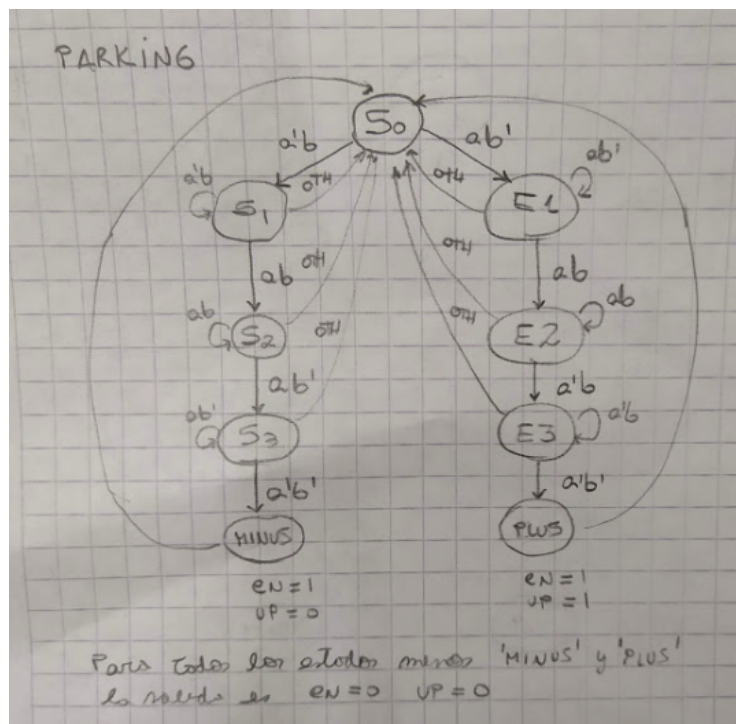 PARKING
S0
a'b
ab'
a'b
S1
OTH
OTH
E1
ab'
ab
OTH
OTH
ab
ab
S2
OTH
OTH
E2
ab
ab'
a'b
ab'
S3
E3
a'b
a'b'
a'b'
MINUS
PLUS
EN=1
UP=0
EN=1
UP=1
Para todos los estados menos 'MINUS' y 'PLUS'
la salida es EN=0 UP=0